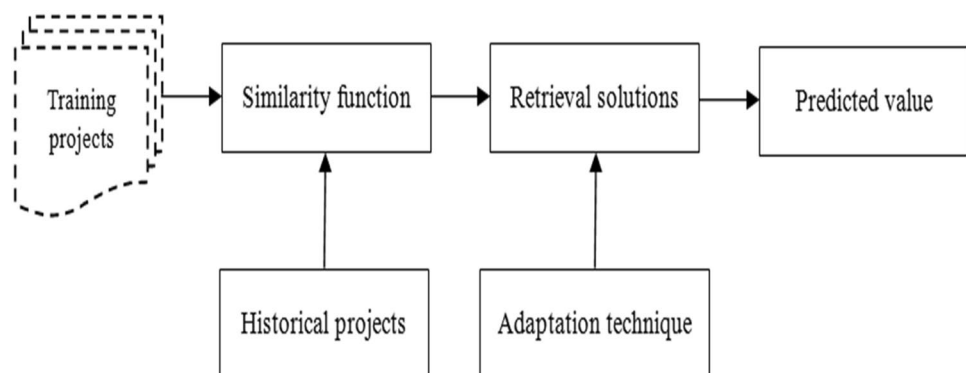 Training
projects
Similarity function
Retrieval solutions
Predicted value
Historical projects
Adaptation technique